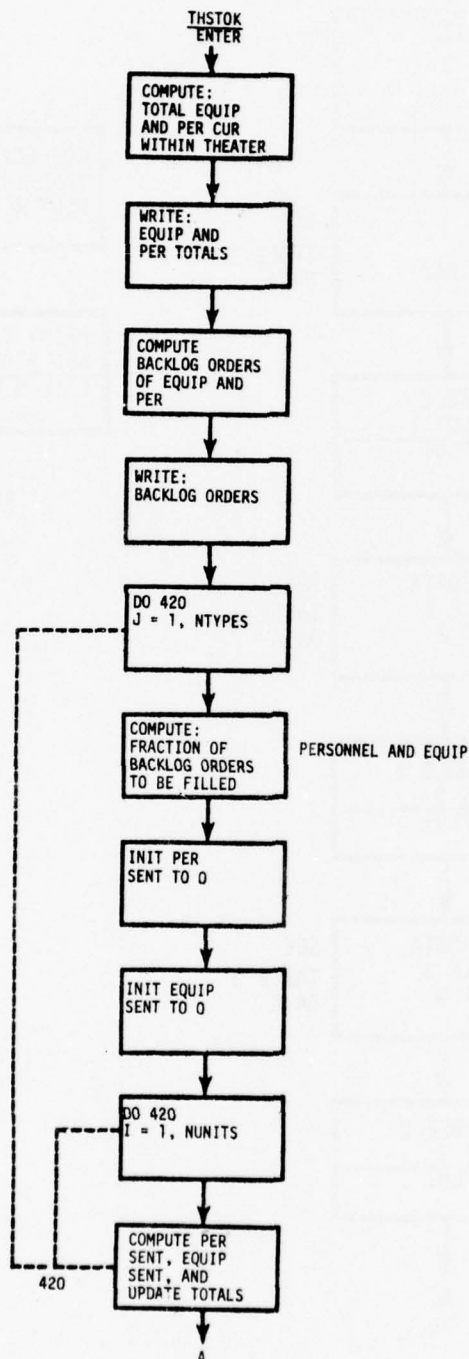 THSTOK
ENTER
COMPUTE:
TOTAL EQUIP
AND PER CUR
WITHIN THEATER
WRITE:
EQUIP AND
PER TOTALS
COMPUTE
BACKLOG ORDERS
OF EQUIP AND
PER
WRITE:
BACKLOG ORDERS
DO 420
J = 1, NTYPES
COMPUTE:
FRACTION OF
BACKLOG ORDERS
TO BE FILLED
PERSONNEL AND EQUIP
INIT PER
SENT TO 0
INIT EQUIP
SENT TO 0
DO 420
I = 1, NUNITS
COMPUTE PER
SENT, EQUIP
SENT, AND
UPDATE TOTALS
420
A